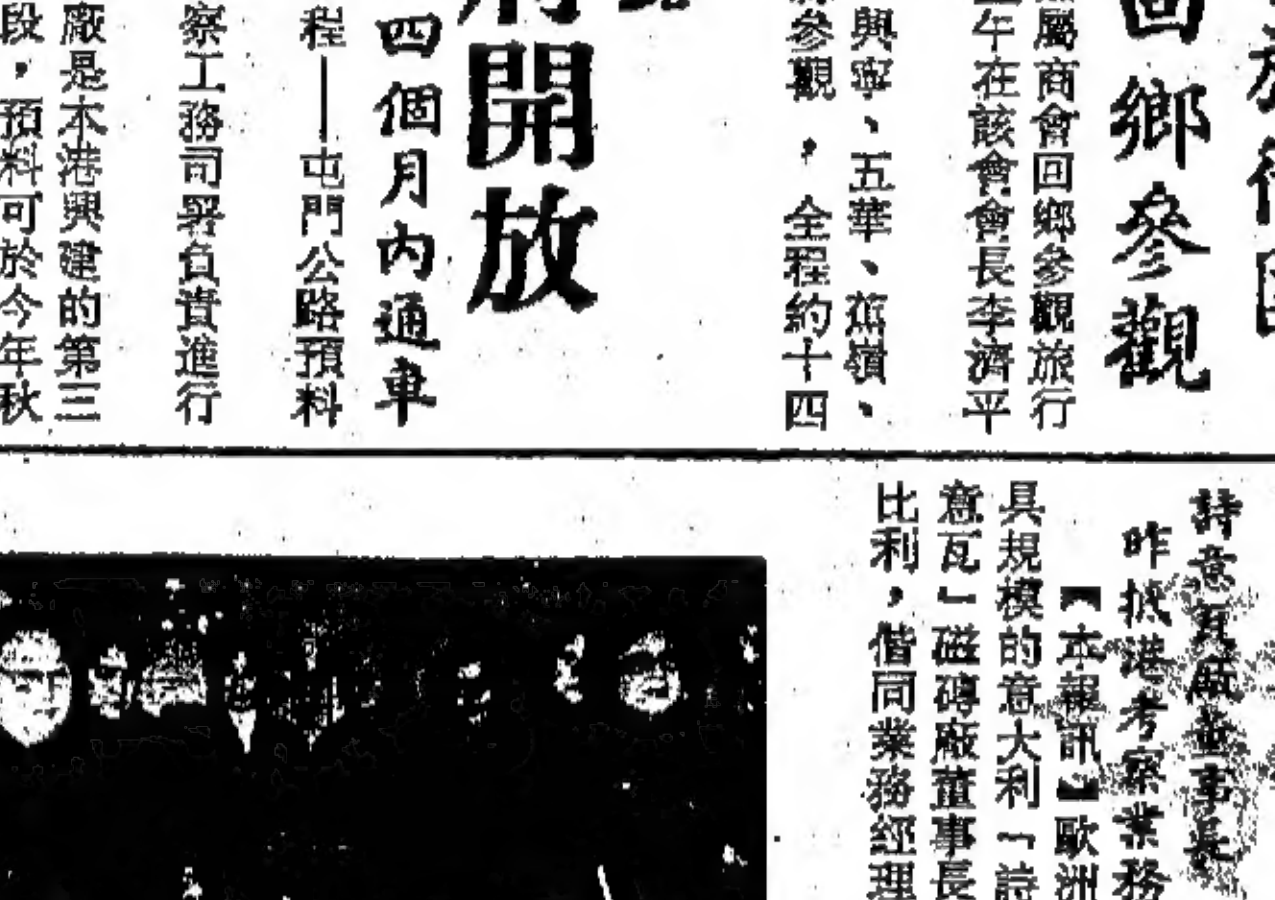 回鄉參觀
屬商會回鄉參觀旅行
午在該會會長李濟平
與寧、五華、蕉嶺、
參觀，全程約十四
開放
四個月內通車
程——屯門公路預料
察工務司署負責進行
廠是本港興建的第三
段，預料可於今年秋
詩意瓦廠董事長
昨抵港考察業務
【本報訊】歐洲
具規模的意大利「詩
意瓦」磁磚廠董事長
比利，偕同業務經理